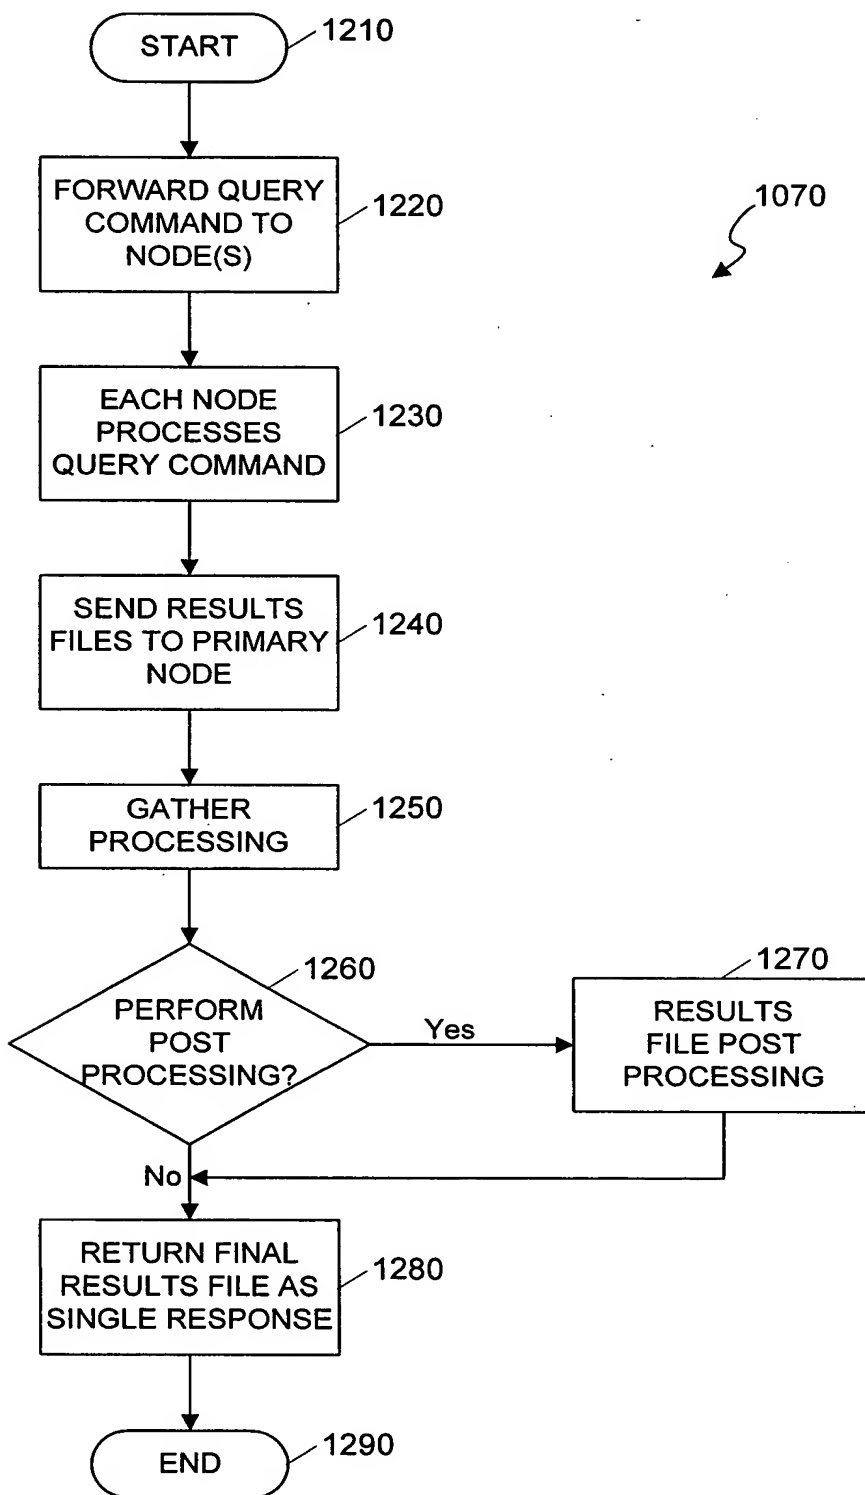 START
1210
FORWARD QUERY
COMMAND TO
NODE(S)
1220
1070
EACH NODE
PROCESSES
QUERY COMMAND
1230
SEND RESULTS
FILES TO PRIMARY
NODE
1240
GATHER
PROCESSING
1250
PERFORM
POST
PROCESSING?
1260
Yes
RESULTS
FILE POST
PROCESSING
1270
No
RETURN FINAL
RESULTS FILE AS
SINGLE RESPONSE
1280
END
1290